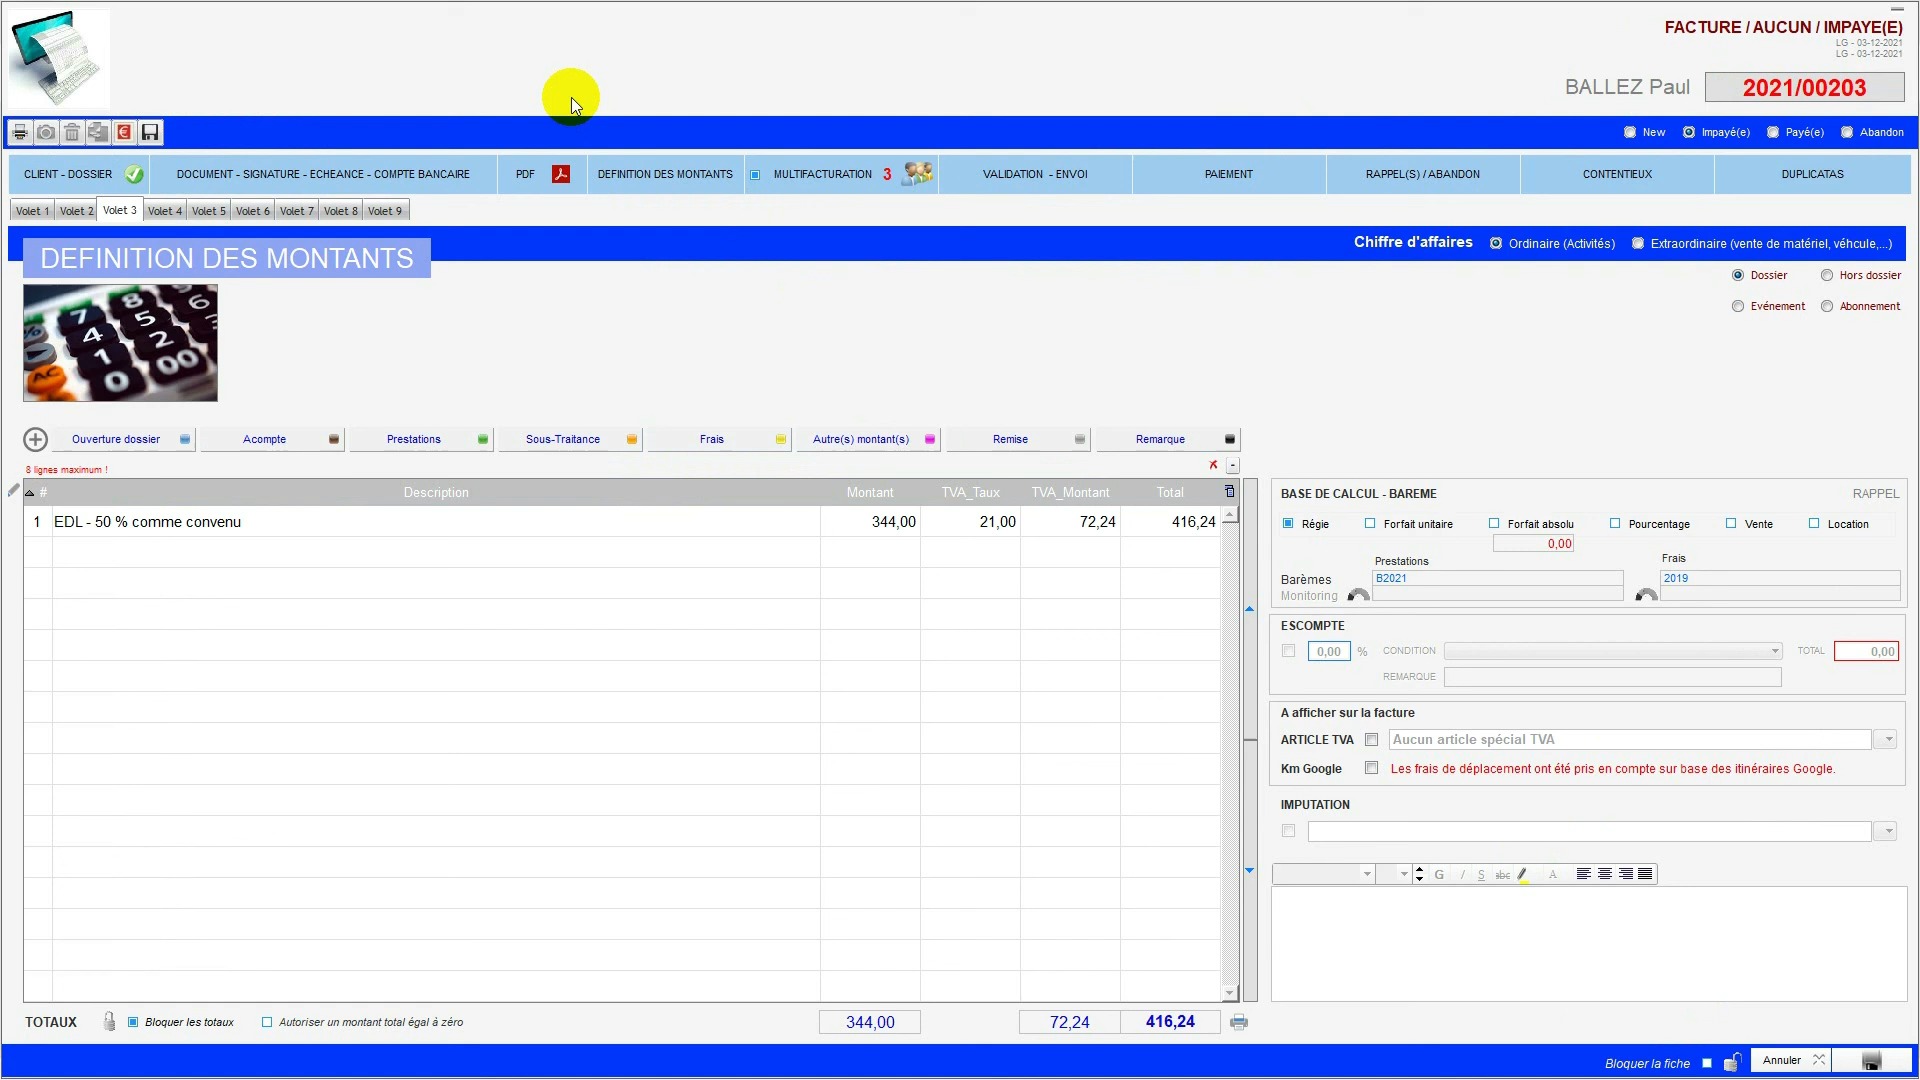 FACTURE / AUCUN / IMPAYE(E)
LG - 03-12-2021
LG - 03-12-2021
BALLEZ Paul 2021/00203
New Impayé(e) Payé(e) Abandon
CLIENT - DOSSIER DOCUMENT - SIGNATURE - ECHEANCE - COMPTE BANCAIRE PDF DEFINITION DES MONTANTS MULTIFACTURATION 3 VALIDATION - ENVOI PAIEMENT RAPPEL(S) / ABANDON CONTENTIEUX DUPLICATAS
Volet 1 Volet 2 Volet 3 Volet 4 Volet 5 Volet 6 Volet 7 Volet 8 Volet 9
Chiffre d'affaires Ordinaire (Activités) Extraordinaire (vente de matériel, véhcule,...)
DEFINITION DES MONTANTS
Dossier Hors dossier
Evénement Abonnement
Ouverture dossier Acompte Prestations Sous-Traitance Frais Autre(s) montant(s) Remise Remarque
8 lignes maximum !
# Description Montant TVA_Taux TVA_Montant Total
1 EDL - 50 % comme convenu 344,00 21,00 72,24 416,24
BASE DE CALCUL - BAREME RAPPEL
Régie Forfait unitaire Forfait absolu Pourcentage Vente Location
0,00
Prestations Frais
Barèmes B2021 2019
Monitoring
ESCOMPTE
0,00 % CONDITION TOTAL 0,00
REMARQUE
A afficher sur la facture
ARTICLE TVA Aucun article spécial TVA
Km Google Les frais de déplacement ont été pris en compte sur base des itinéraires Google.
IMPUTATION
G I S abc A
TOTAUX Bloquer les totaux Autoriser un montant total égal à zéro 344,00 72,24 416,24
Bloquer la fiche Annuler